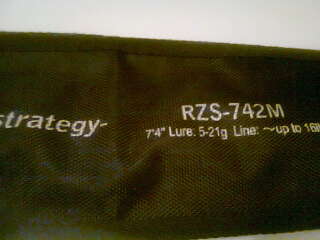 strategy-
RZS-742M
7'4" Lure: 5-21g Line: ～up to 16lb